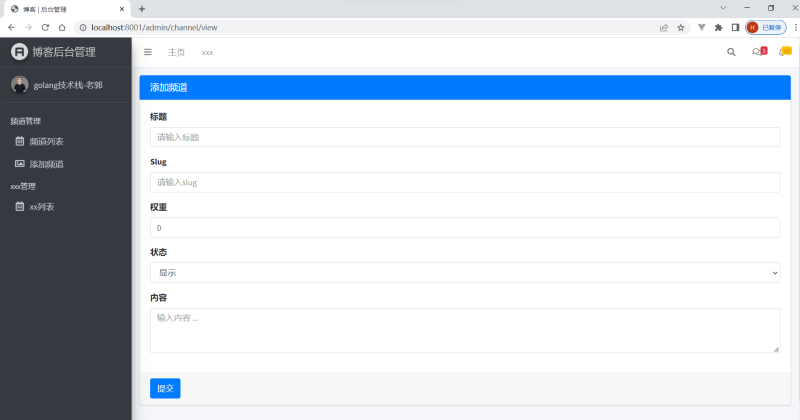 博客 | 后台管理
localhost:8001/admin/channel/view
H 已暂停
博客后台管理
主页 xxx
3
15
golang技术栈-老郭
频道管理
频道列表
添加频道
xxx管理
xx列表
添加频道
标题
请输入标题
Slug
请输入slug
权重
0
状态
显示
内容
输入内容 ...
提交